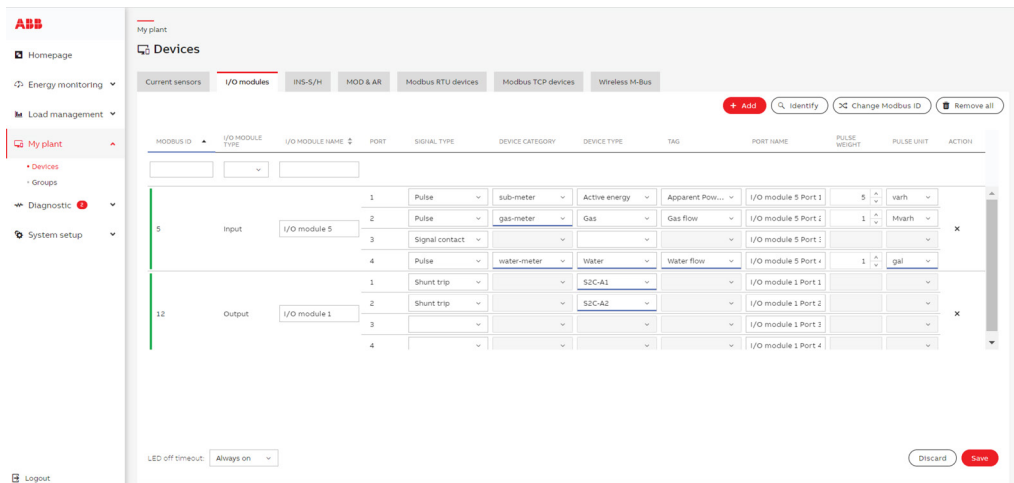 ABB
Homepage
Energy monitoring
Load management
My plant
Devices
Groups
Diagnostic 2
System setup
Logout
My plant
Devices
Current sensors I/O modules INS-S/H MOD & AR Modbus RTU devices Modbus TCP devices Wireless M-Bus
+ Add Identify Change Modbus ID Remove all
MODBUS ID I/O MODULE TYPE I/O MODULE NAME PORT SIGNAL TYPE DEVICE CATEGORY DEVICE TYPE TAG PORT NAME PULSE WEIGHT PULSE UNIT ACTION
5 Input I/O module 5
1 Pulse sub-meter Active energy Apparent Pow... I/O module 5 Port 1 5 varh
2 Pulse gas-meter Gas Gas flow I/O module 5 Port 2 1 Mvarh
3 Signal contact I/O module 5 Port 3
4 Pulse water-meter Water Water flow I/O module 5 Port 4 1 gal
12 Output I/O module 1
1 Shunt trip S2C-A1 I/O module 1 Port 1
2 Shunt trip S2C-A2 I/O module 1 Port 2
3 I/O module 1 Port 3
4 I/O module 1 Port 4
LED off timeout: Always on
Discard Save